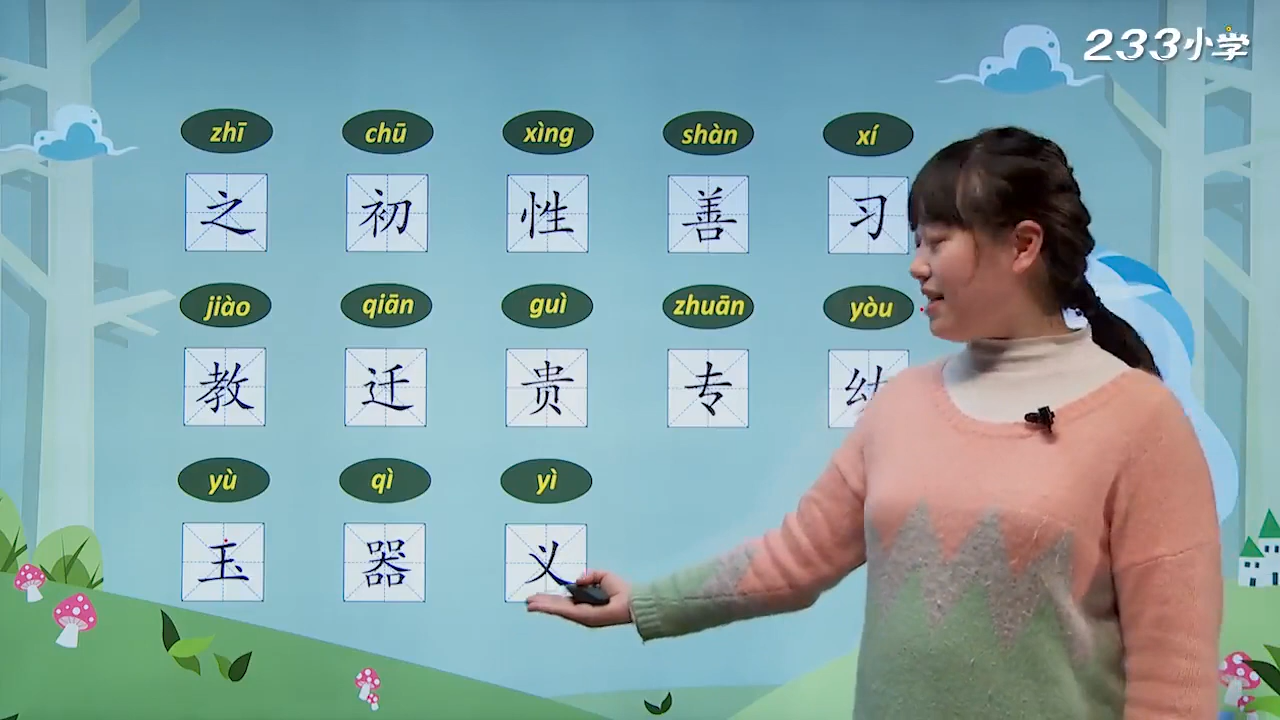 233小学
zhī chū xìng shàn xí
之 初 性 善 习
jiào qiān guì zhuān yòu
教 迁 贵 专 幼
yù qì yì
玉 器 义